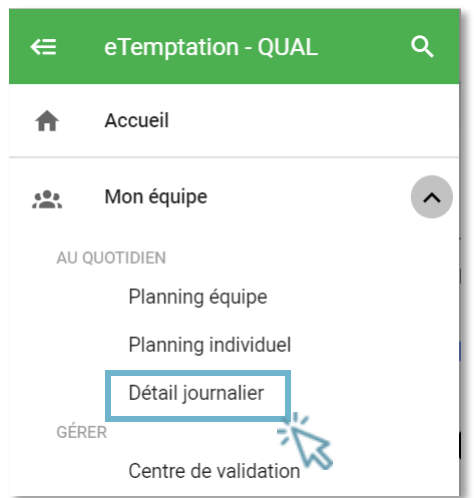 eTemptation - QUAL
Accueil
Mon équipe
AU QUOTIDIEN
Planning équipe
Planning individuel
Détail journalier
GÉRER
Centre de validation